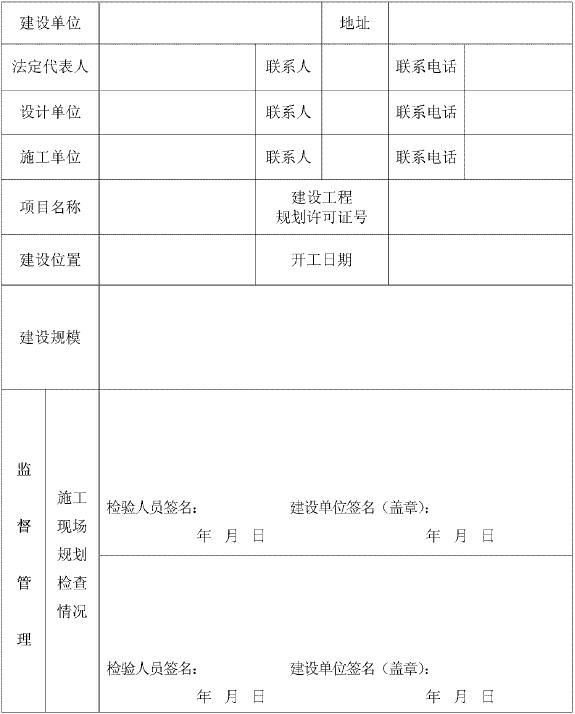 建设单位 地址
法定代表人 联系人 联系电话
设计单位 联系人 联系电话
施工单位 联系人 联系电话
项目名称 建设工程
规划许可证号
建设位置 开工日期
建设规模
监督管理
施工
现场
规划
检查
情况
检验人员签名: 建设单位签名（盖章）:
年 月 日 年 月 日
检验人员签名: 建设单位签名（盖章）:
年 月 日 年 月 日